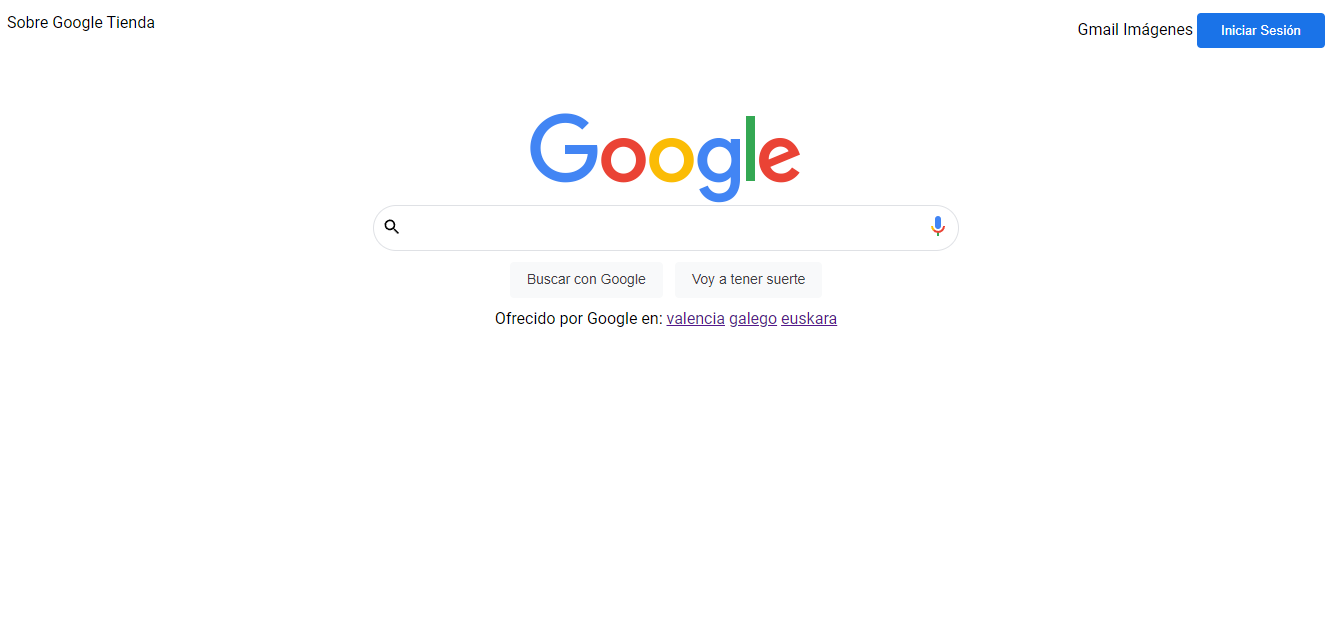 Sobre Google Tienda
Gmail Imágenes Iniciar Sesión
Google
Buscar con Google Voy a tener suerte
Ofrecido por Google en: valencia galego euskara